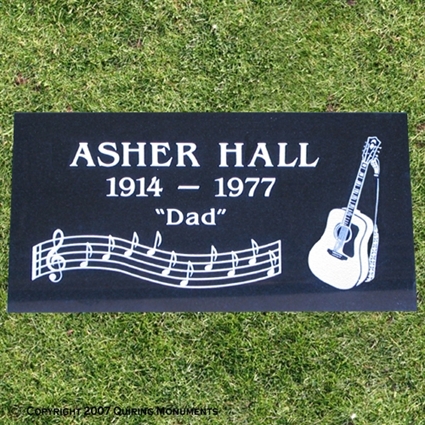 ASHER HALL
1914 — 1977
“Dad”
© Copyright 2007 Quiring Monuments